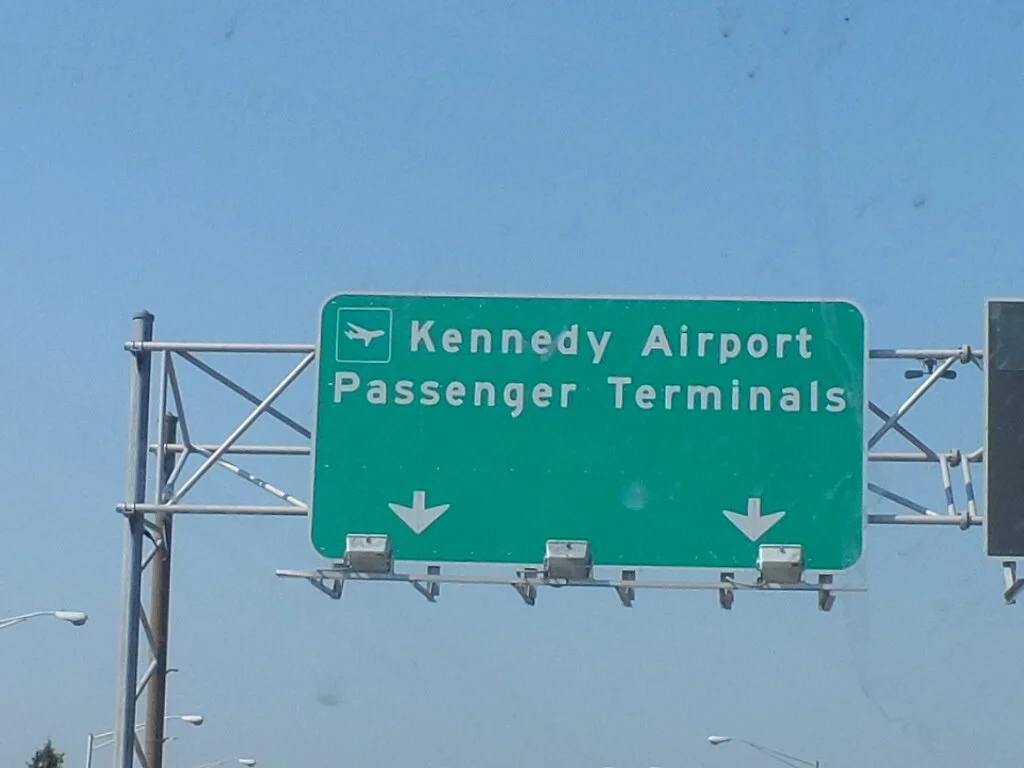 Kennedy Airport
Passenger Terminals